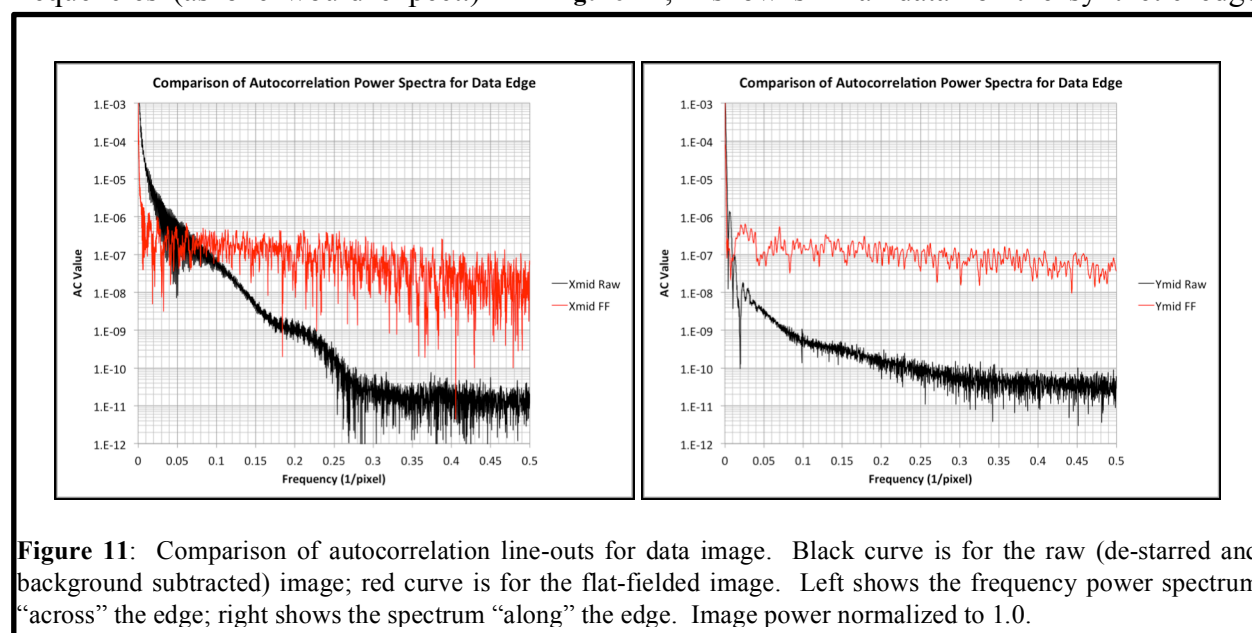 Comparison of Autocorrelation Power Spectra for Data Edge
1.E-03
1.E-04
1.E-05
1.E-06
1.E-07
1.E-08
1.E-09
1.E-10
1.E-11
1.E-12
AC Value
0 0.05 0.1 0.15 0.2 0.25 0.3 0.35 0.4 0.45 0.5
Frequency (1/pixel)
Xmid Raw
Xmid FF
Comparison of Autocorrelation Power Spectra for Data Edge
1.E-03
1.E-04
1.E-05
1.E-06
1.E-07
1.E-08
1.E-09
1.E-10
1.E-11
1.E-12
AC Value
0 0.05 0.1 0.15 0.2 0.25 0.3 0.35 0.4 0.45 0.5
Frequency (1/pixel)
Ymid Raw
Ymid FF
Figure 11: Comparison of autocorrelation line-outs for data image. Black curve is for the raw (de-starred and
background subtracted) image; red curve is for the flat-fielded image. Left shows the frequency power spectrum
“across” the edge; right shows the spectrum “along” the edge. Image power normalized to 1.0.